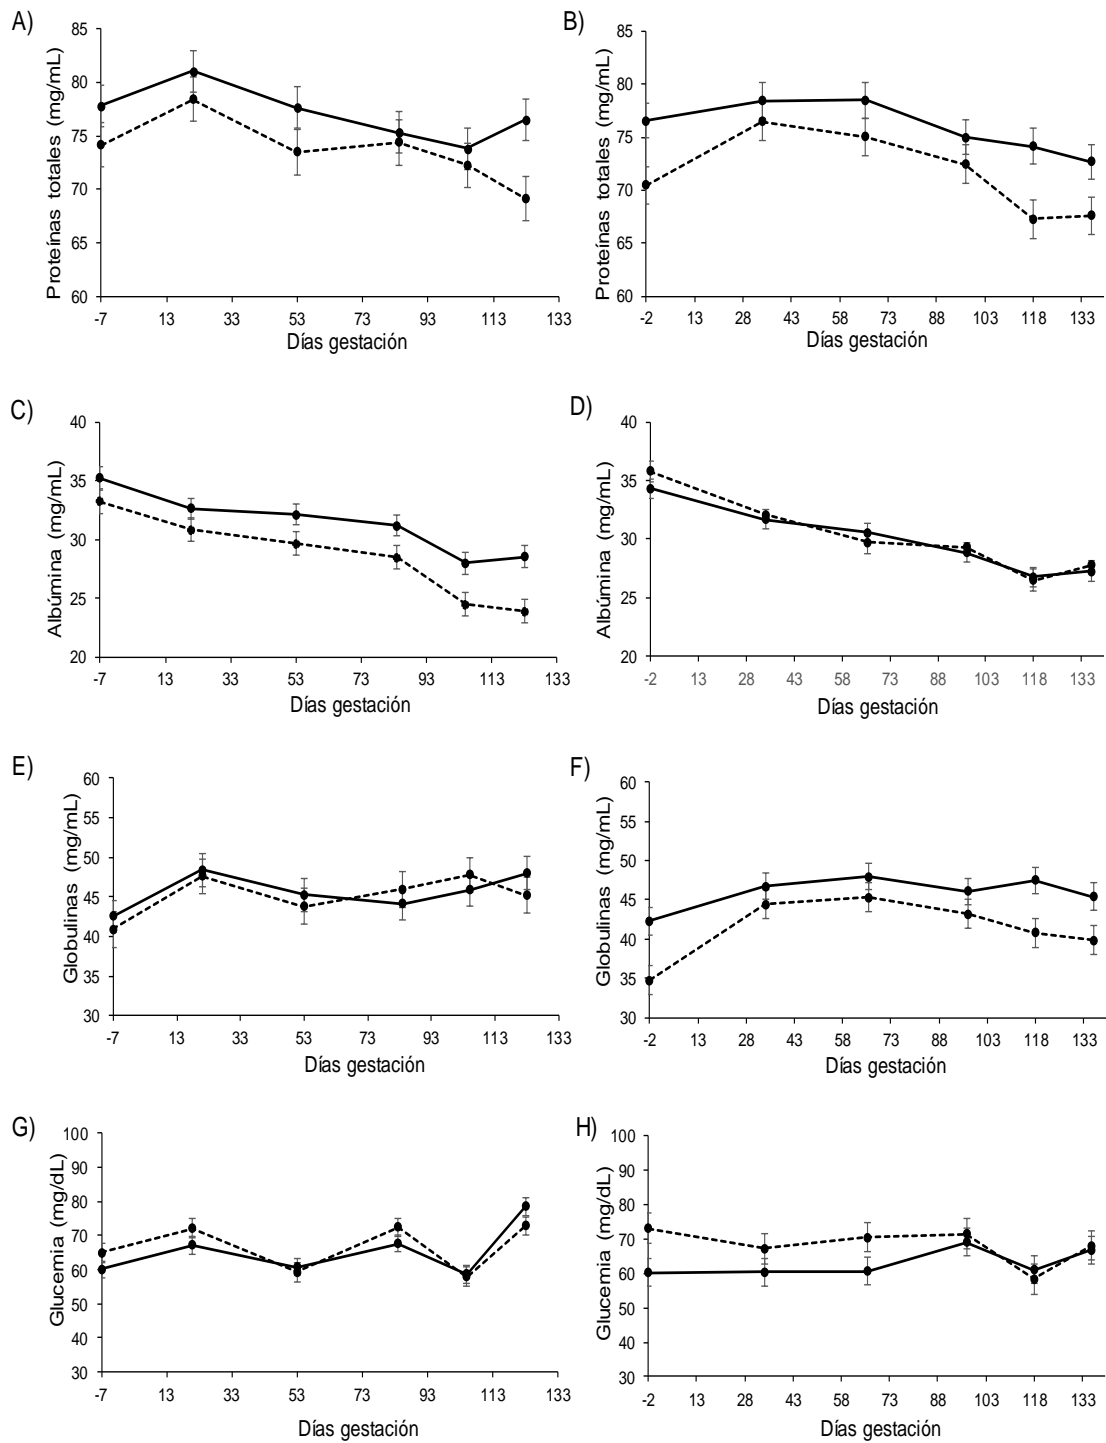 A)
Proteínas totales (mg/mL)
85
80
75
70
65
60
-7 13 33 53 73 93 113 133
Días gestación
B)
Proteínas totales (mg/mL)
85
80
75
70
65
60
-2 13 28 43 58 73 88 103 118 133
Días gestación
C)
Albúmina (mg/mL)
40
35
30
25
20
-7 13 33 53 73 93 113 133
Días gestación
D)
Albúmina (mg/mL)
40
35
30
25
20
-2 13 28 43 58 73 88 103 118 133
Días gestación
E)
Globulinas (mg/mL)
60
55
50
45
40
35
30
-7 13 33 53 73 93 113 133
Días gestación
F)
Globulinas (mg/mL)
60
55
50
45
40
35
30
-2 13 28 43 58 73 88 103 118 133
Días gestación
G)
Glucemia (mg/dL)
100
90
80
70
60
50
40
30
-7 13 33 53 73 93 113 133
Días gestación
H)
Glucemia (mg/dL)
100
90
80
70
60
50
40
30
-2 13 28 43 58 73 88 103 118 133
Días gestación